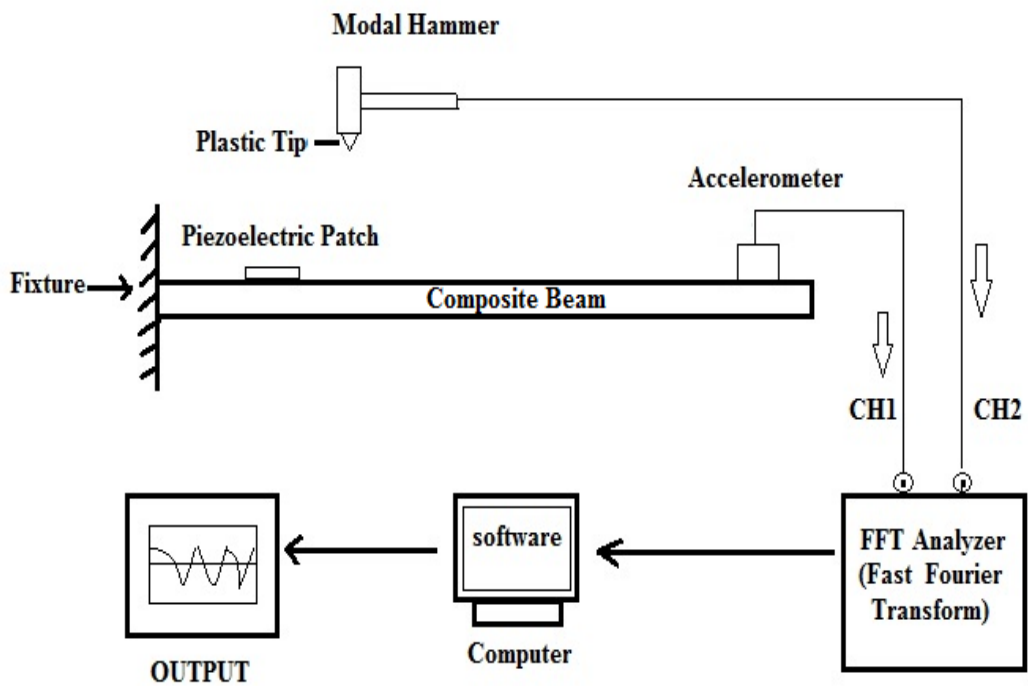 Modal Hammer
Plastic Tip
Accelerometer
Piezoelectric Patch
Fixture
Composite Beam
CH1
CH2
software
FFT Analyzer
(Fast Fourier
Transform)
Computer
OUTPUT